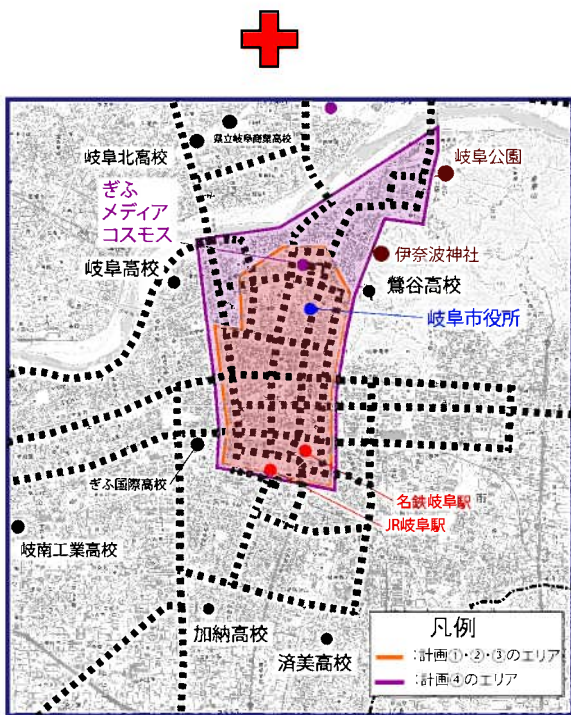 県立岐阜商業高校
岐阜北高校
岐阜公園
ぎふ
メディア
コスモス
伊奈波神社
岐阜高校
鶯谷高校
岐阜市役所
ぎふ国際高校
名鉄岐阜駅
JR岐阜駅
岐南工業高校
加納高校
済美高校
凡例
:計画①・②・③のエリア
:計画④のエリア